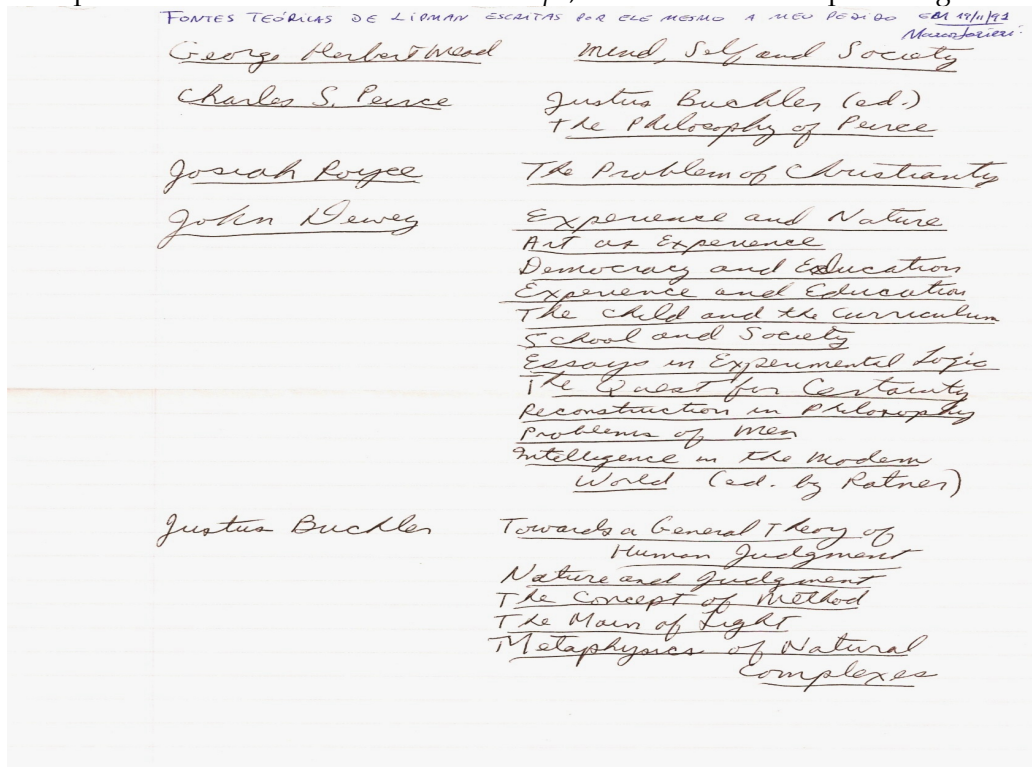 FONTES TEÓRICAS DE LIPMAN ESCRITAS POR ELE MESMO A MEU PEDIDO EM 19/11/91
George Herbert Mead Mind, Self, and Society
Charles S. Peirce Justus Buchler (ed.)
The Philosophy of Peirce
Josiah Royce The Problem of Christianity
John Dewey Experience and Nature
Art as Experience
Democracy and Education
Experience and Education
The Child and the Curriculum
School and Society
Essays in Experimental Logic
The Quest for Certainty
Reconstruction in Philosophy
Problems of Men
Intelligence in the Modern
World (ed. by Ratner)
Justus Buchler Towards a General Theory of
Human Judgment
Nature and Judgment
The Concept of Method
The Main of Light
Metaphysics of Natural
Complexes